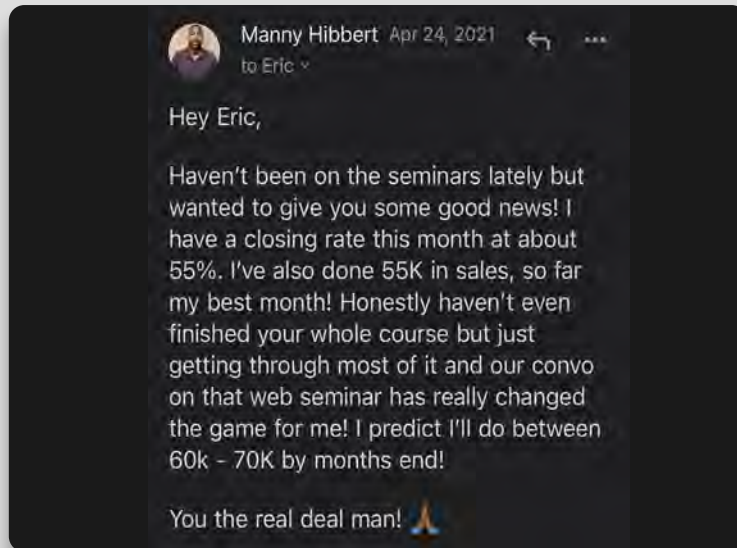 Manny Hibbert Apr 24, 2021
to Eric
Hey Eric,
Haven't been on the seminars lately but
wanted to give you some good news! I
have a closing rate this month at about
55%. I've also done 55K in sales, so far
my best month! Honestly haven't even
finished your whole course but just
getting through most of it and our convo
on that web seminar has really changed
the game for me! I predict I'll do between
60k - 70K by months end!
You the real deal man! 🙏🏾